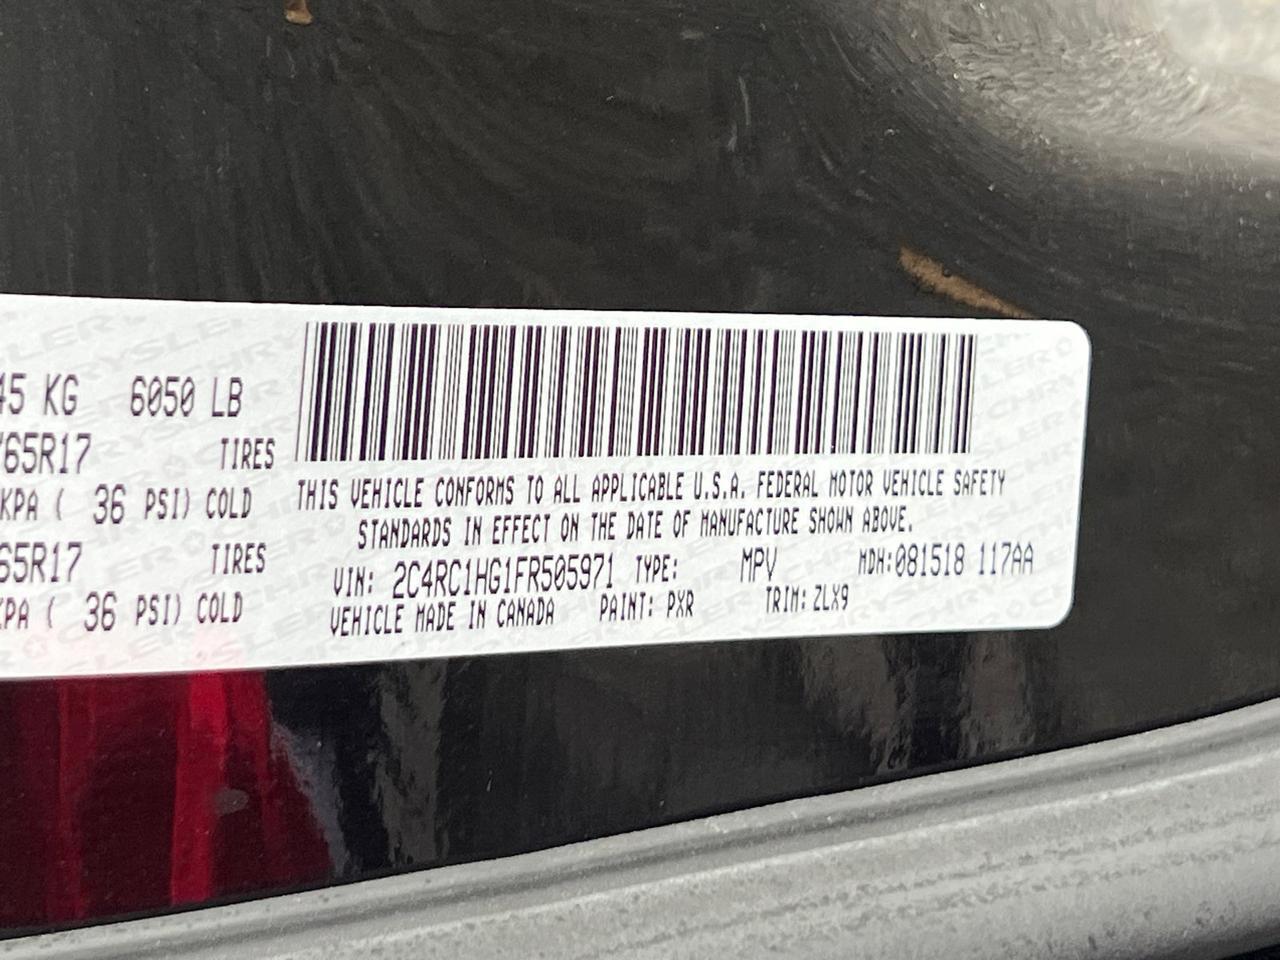 45 KG 6050 LB
/65R17 TIRES
KPA ( 36 PSI) COLD
65R17 TIRES
KPA ( 36 PSI) COLD
THIS VEHICLE CONFORMS TO ALL APPLICABLE U.S.A. FEDERAL MOTOR VEHICLE SAFETY
STANDARDS IN EFFECT ON THE DATE OF MANUFACTURE SHOWN ABOVE.
VIN: 2C4RC1HG1FR505971 TYPE: MPV MDH:081518 117AA
VEHICLE MADE IN CANADA PAINT: PXR TRIM: ZLX9